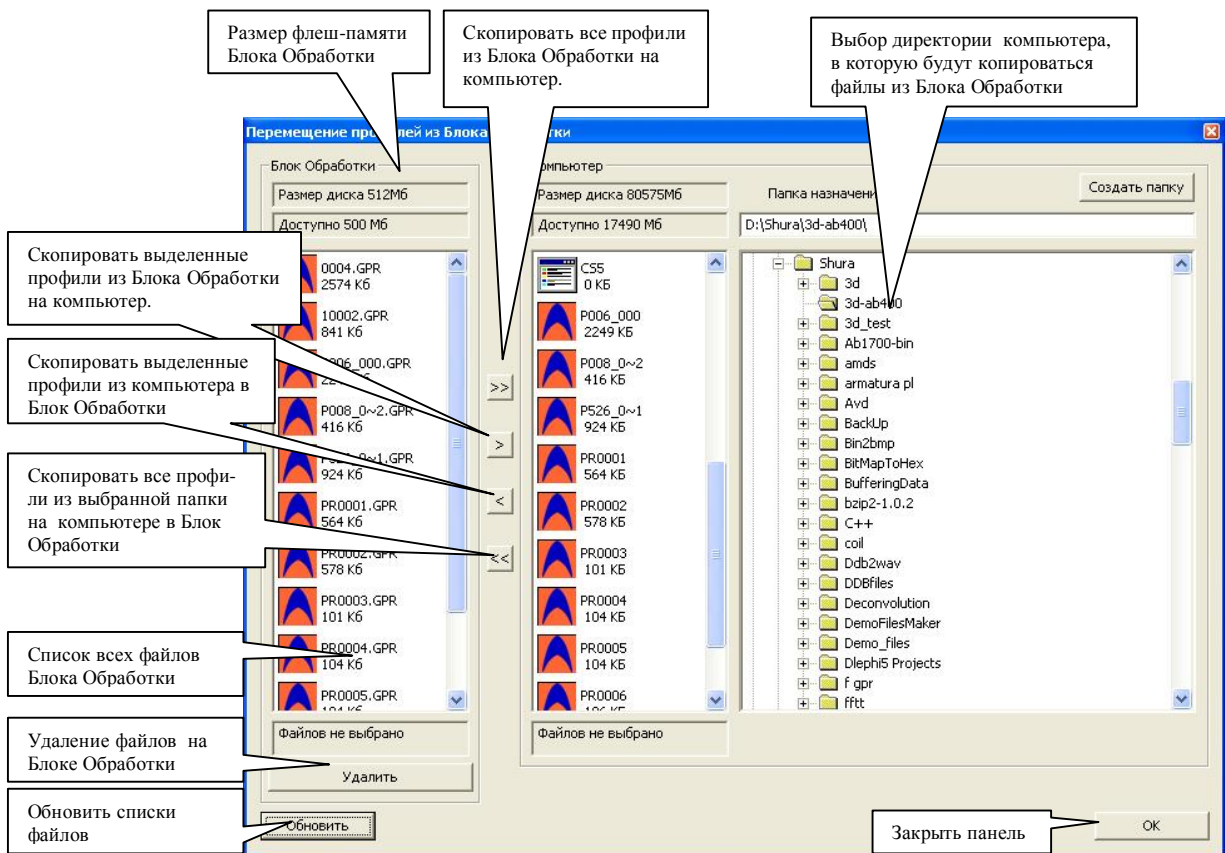 Размер флеш-памяти
Блока Обработки
Скопировать все профили
из Блока Обработки на
компьютер.
Выбор директории компьютера,
в которую будут копироваться
файлы из Блока Обработки
Перемещение из Блока
Блок Обработки
Размер диска 512Мб
Доступно 500 Мб
Размер диска 80575Мб
Доступно 17490 Мб
Папка
Создать папку
D:\Shura\3d-ab400\
Скопировать выделенные
профили из Блока Обработки
на компьютер.
Скопировать выделенные
профили из компьютера в
Блок Обработки
Скопировать все профи-
ли из выбранной папки
на компьютере в Блок
Обработки
Список всех файлов
Блока Обработки
Удаление файлов на
Блоке Обработки
Обновить списки
файлов
0004.GPR
2574 Кб
10002.GPR
841 Кб
P008_0~2.GPR
416 Кб
924 Кб
PR0001.GPR
564 Кб
PR0002.GPR
578 Кб
PR0003.GPR
101 Кб
PR0004.GPR
104 Кб
PR0005.GPR
Файлов не выбрано
Удалить
Обновить
>>
>
<
<<
CS5
0 КБ
P006_000
2249 КБ
P008_0~2
416 КБ
P526_0~1
924 КБ
PR0001
564 КБ
PR0002
578 КБ
PR0003
101 КБ
PR0004
104 КБ
PR0005
104 КБ
PR0006
Файлов не выбрано
Shura
3d
3d-ab400
3d_test
Ab1700-bin
amds
armatura pl
Avd
BackUp
Bin2bmp
BitMapToHex
BufferingData
bzip2-1.0.2
C++
coil
Ddb2wav
DDBfiles
Deconvolution
DemoFilesMaker
Demo_files
Dlephi5 Projects
f gpr
fftt
Закрыть панель
OK